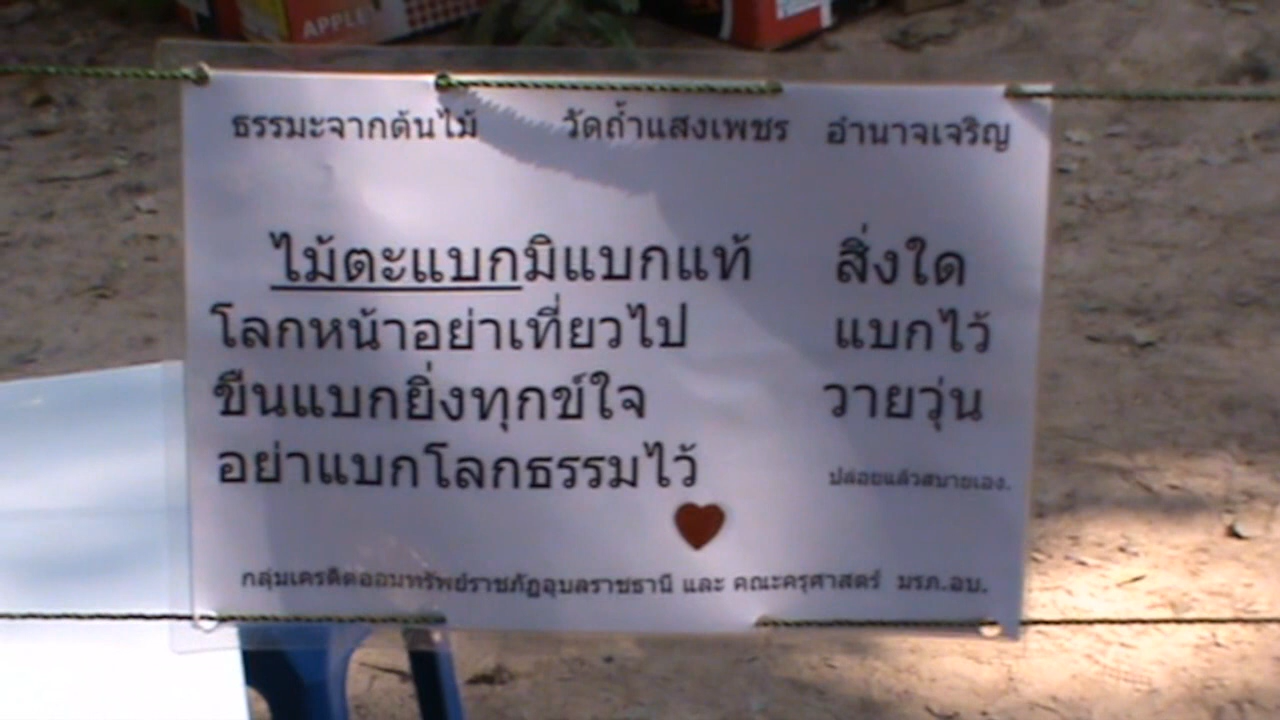 APPLE
ธรรมะจากต้นไม้ วัดถ้ำแสงเพชร อำนาจเจริญ
ไม้ตะแบกมิแบกแท้ สิ่งใด
โลกหน้าอย่าเที่ยวไป แบกไว้
ขืนแบกยิ่งทุกข์ใจ วายวุ่น
อย่าแบกโลกธรรมไว้ ปล่อยแล้วสบายเอง.
กลุ่มเครดิตออมทรัพย์ราชภัฏอุบลราชธานี และ คณะครุศาสตร์ มรภ.อบ.